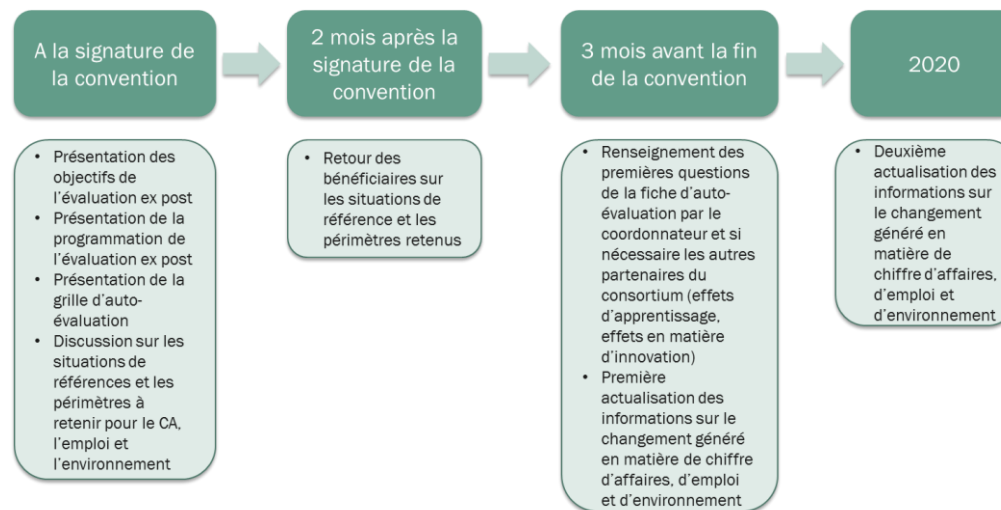 A la signature de
la convention
2 mois après la
signature de la
convention
3 mois avant la fin
de la convention
2020
• Présentation des
objectifs de
l'évaluation ex post
• Présentation de la
programmation de
l'évaluation ex post
• Présentation de la
grille d'auto-
évaluation
• Discussion sur les
situations de
références et les
périmètres à
retenir pour le CA,
l'emploi et
l'environnement
• Retour des
bénéficiaires sur
les situations de
référence et les
périmètres retenus
• Renseignement des
premières questions
de la fiche d'auto-
évaluation par le
coordonnateur et si
nécessaire les autres
partenaires du
consortium (effets
d'apprentissage,
effets en matière
d'innovation)
• Première
actualisation des
informations sur le
changement généré
en matière de chiffre
d'affaires, d'emploi
et d'environnement
• Deuxième
actualisation des
informations sur
le changement
généré en
matière de
chiffre d'affaires,
d'emploi et
d'environnement